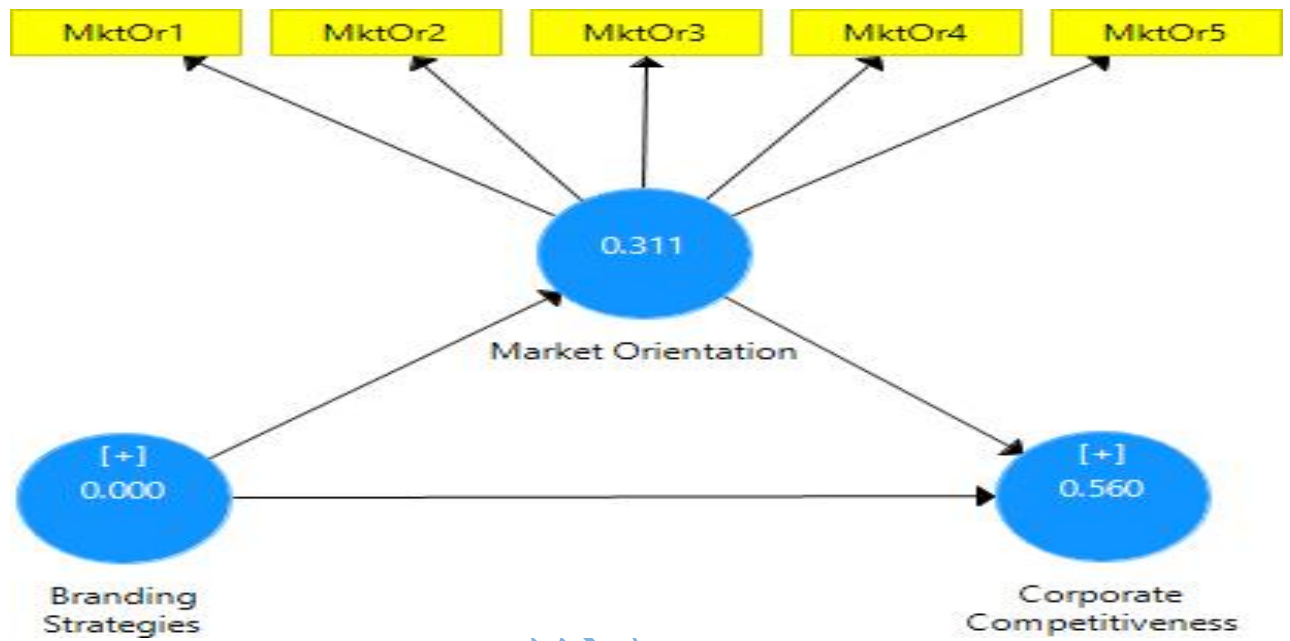 MktOr1 MktOr2 MktOr3 MktOr4 MktOr5
0.311
Market Orientation
[+]
0.000
[+]
0.560
Branding
Strategies
Corporate
Competitiveness